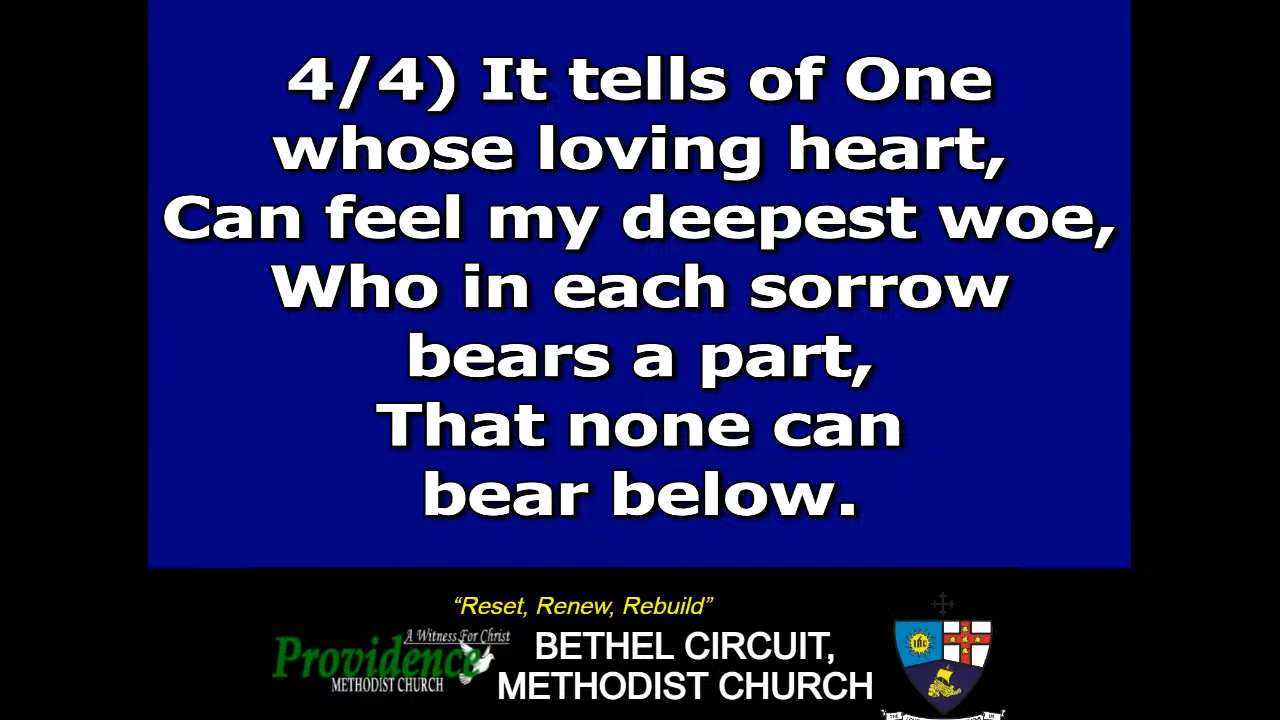 4/4) It tells of One
whose loving heart,
Can feel my deepest woe,
Who in each sorrow
bears a part,
That none can
bear below.
“Reset, Renew, Rebuild”
A Witness For Christ
Providence
METHODIST CHURCH
BETHEL CIRCUIT,
METHODIST CHURCH